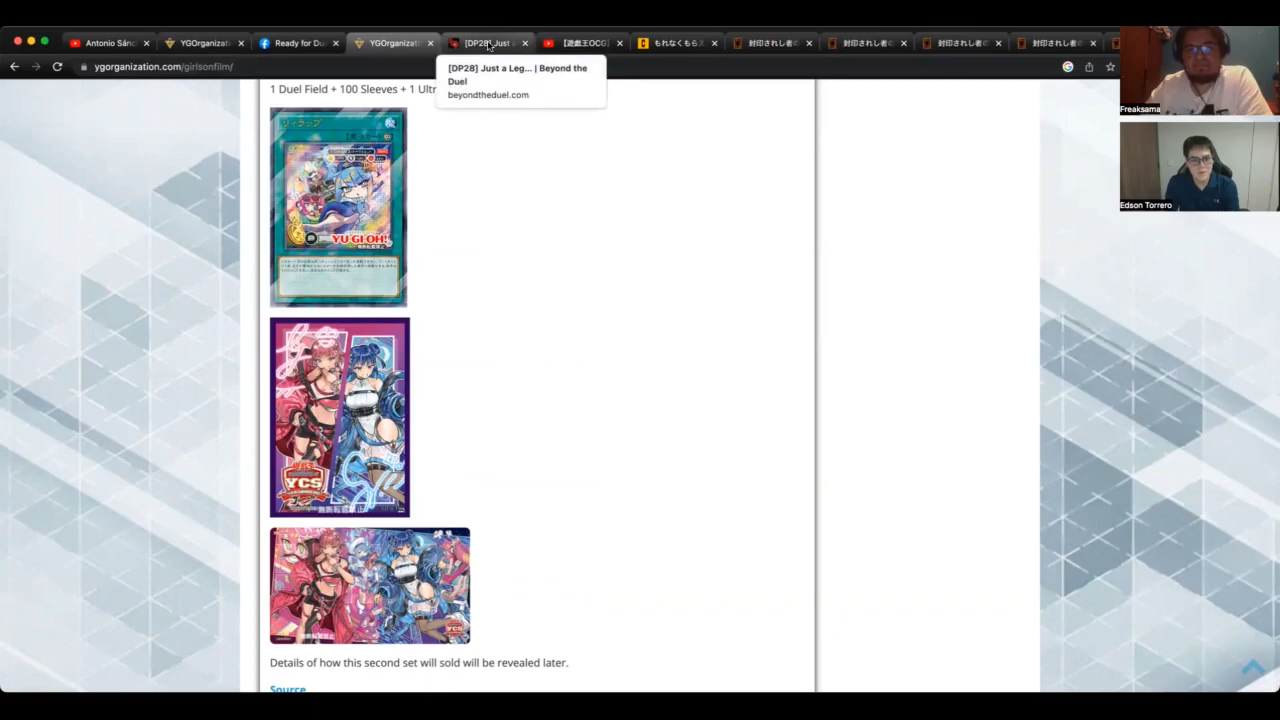 Antonio Sánc
YGOrganizati
Ready for Du
YGOrganizati
[DP28] Just a
【遊戯王OCG
もれなくもらえ
封印されし者の
封印されし者の
封印されし者の
封印されし者の
ygorganization.com/girlsonfilm/
[DP28] Just a Leg... | Beyond the
Duel
beyondtheduel.com
1 Duel Field + 100 Sleeves + 1 Ultr
YU-GI-OH!
YCS
Details of how this second set will sold will be revealed later.
Source
Freaksama
Edson Torrero